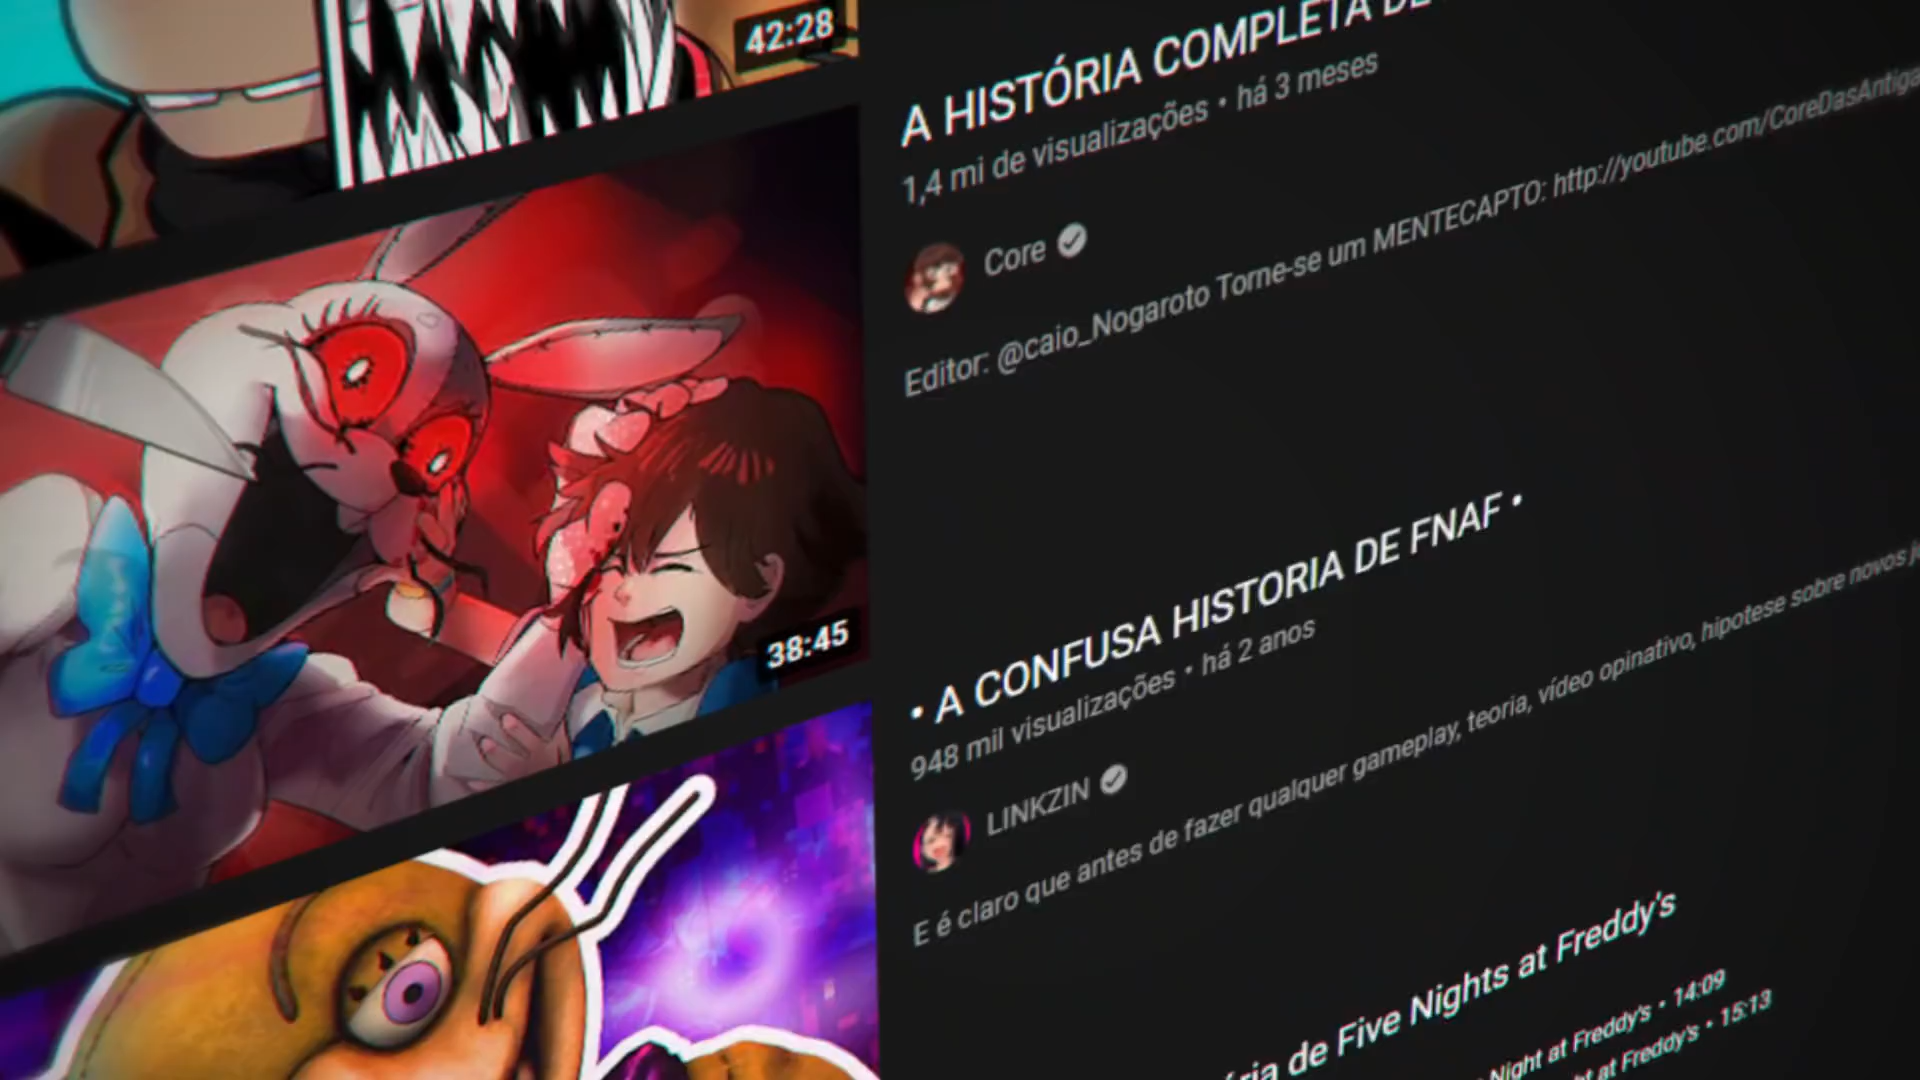 42:28
A HISTÓRIA COMPLETA DE
1,4 mi de visualizações • há 3 meses
Core
Editor: @caio_Nogaroto Torne-se um MENTECAPTO: http://youtube.com/CoreDasAntiga
38:45
• A CONFUSA HISTORIA DE FNAF •
948 mil visualizações • há 2 anos
LINKZIN
E é claro que antes de fazer qualquer gameplay, teoria, vídeo opinativo, hipotese sobre novos
ria de Five Nights at Freddy's
Night at Freddy's • 14:09
at Freddy's • 15:13